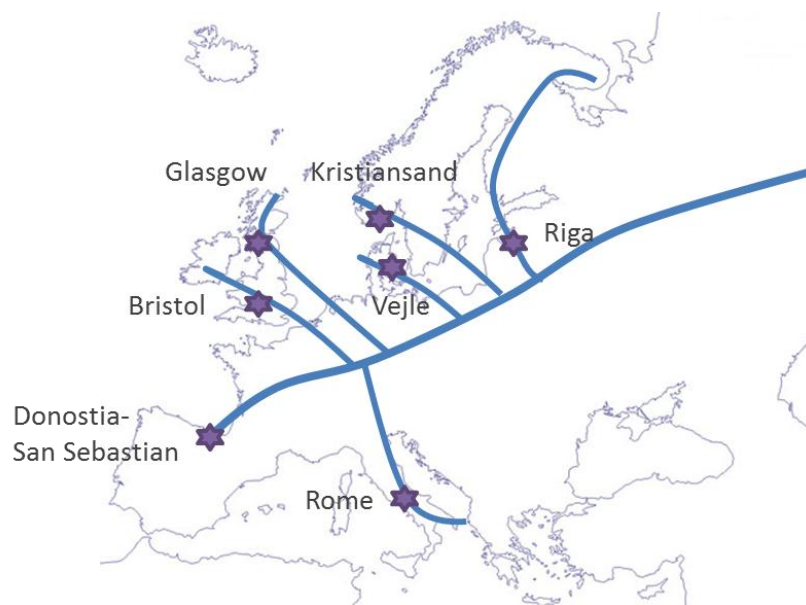 Glasgow
Kristiansand
Riga
Bristol
Vejle
Donostia-
San Sebastian
Rome